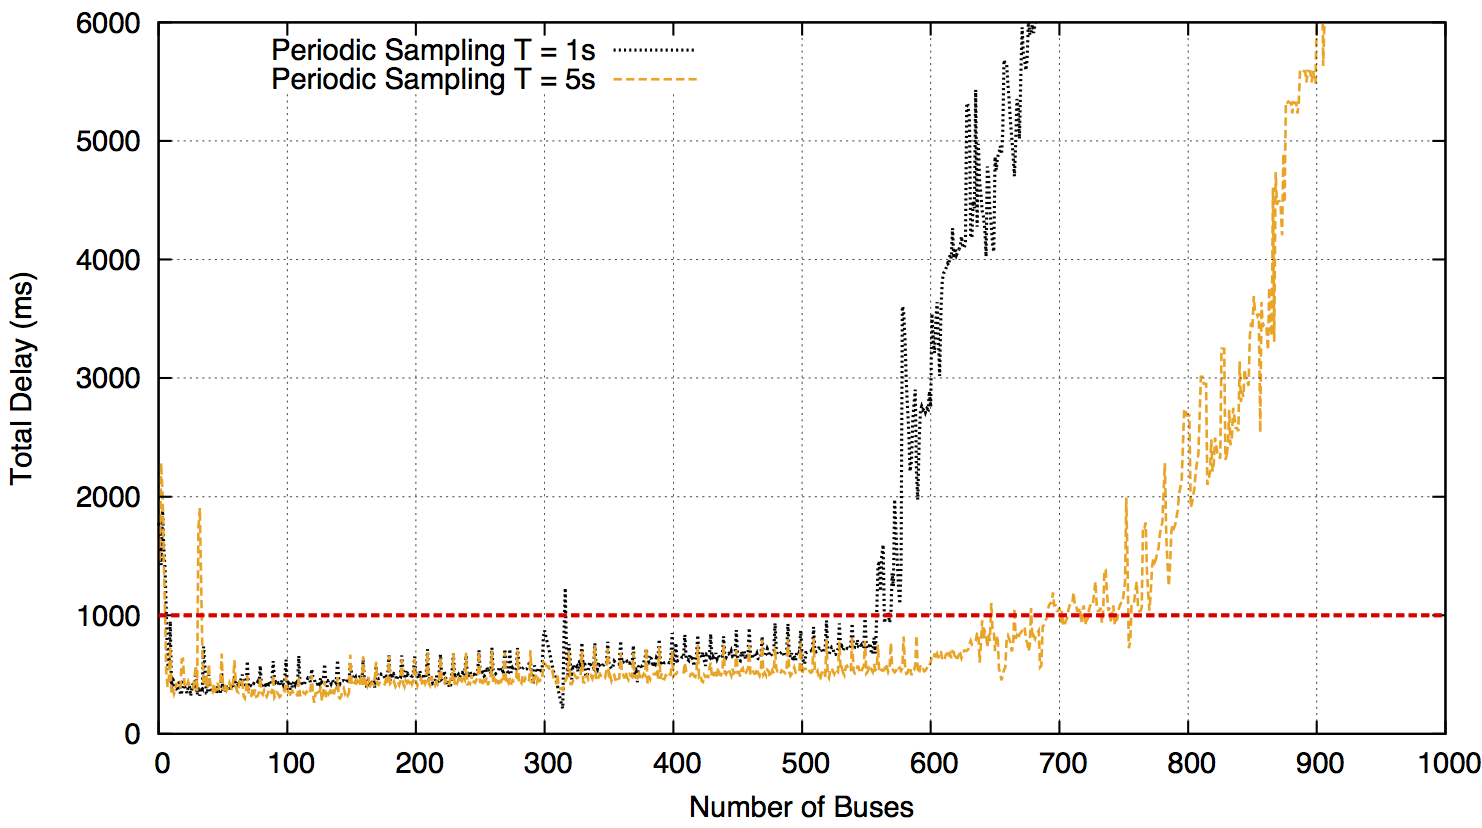 6000
5000
4000
3000
2000
1000
0
Total Delay (ms)
Periodic Sampling T = 1s
Periodic Sampling T = 5s
0 100 200 300 400 500 600 700 800 900 1000
Number of Buses